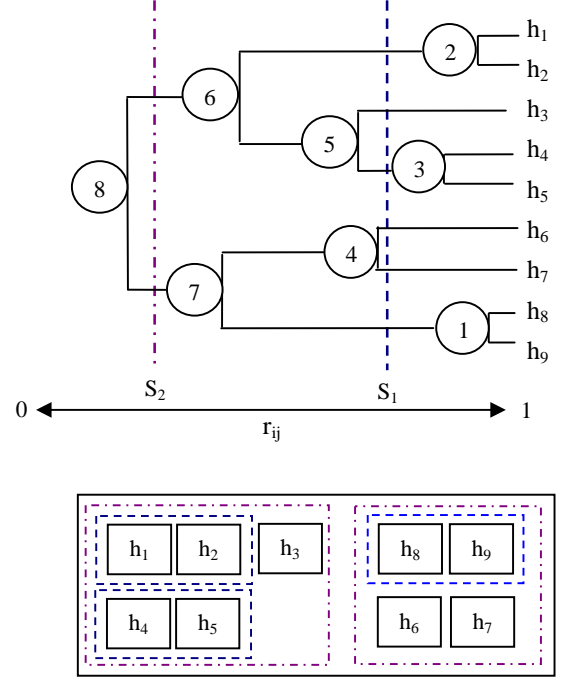 h₁
2
h₂
6
h₃
5
h₄
3
8
h₅
h₆
4
h₇
7
h₈
1
h₉
S₂ S₁
0 1
rᵢⱼ
h₁ h₂ h₃ h₈ h₉
h₄ h₅ h₆ h₇